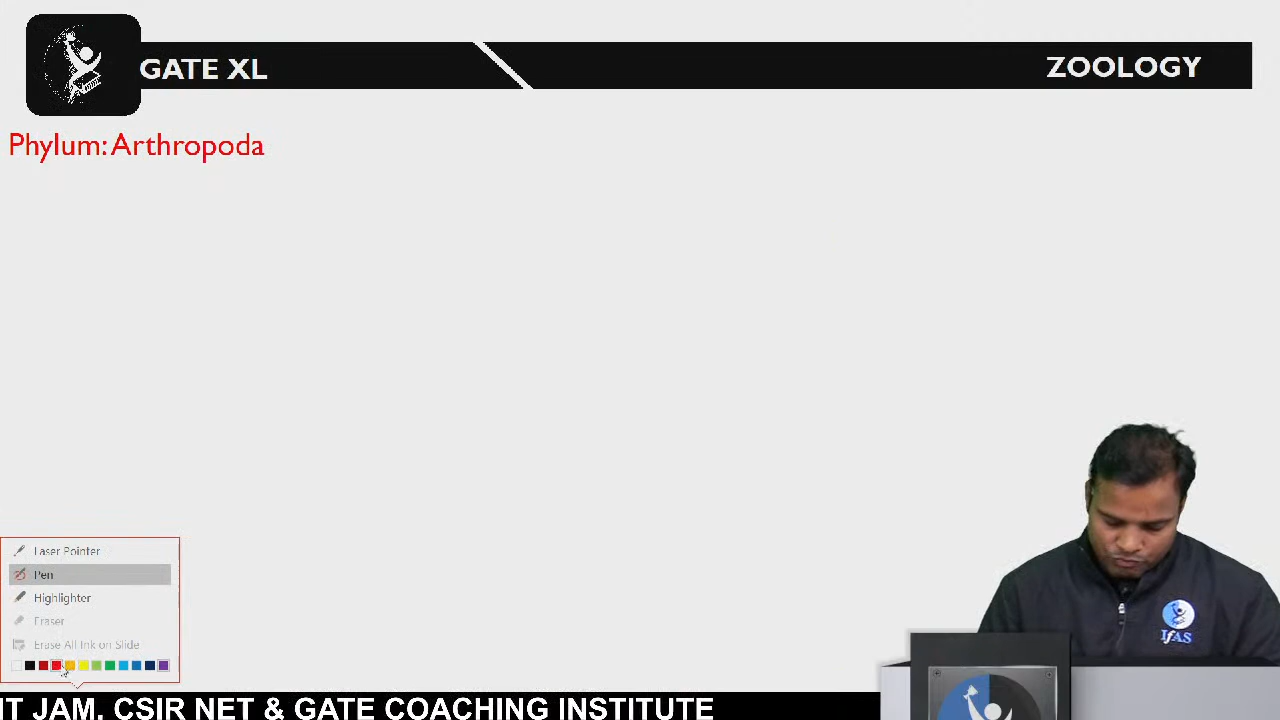 GATE XL
ZOOLOGY
Phylum: Arthropoda
Laser Pointer
Pen
Highlighter
Eraser
Erase All Ink on Slide
IfAS
IT JAM, CSIR NET & GATE COACHING INSTITUTE